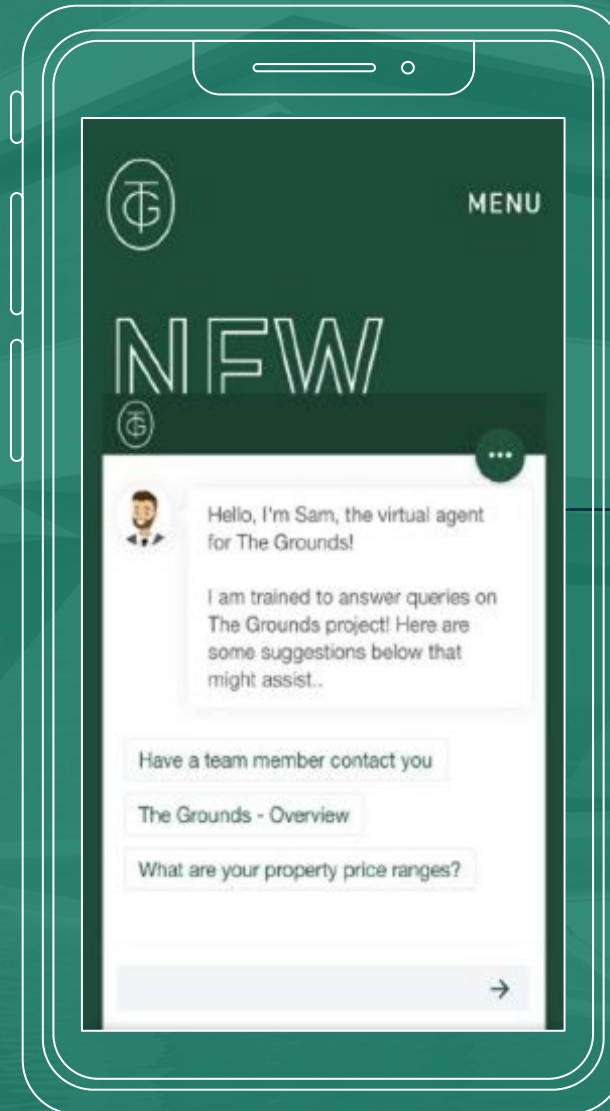 TG
MENU
NEW
TG
Hello, I'm Sam, the virtual agent
for The Grounds!
I am trained to answer queries on
The Grounds project! Here are
some suggestions below that
might assist..
Have a team member contact you
The Grounds - Overview
What are your property price ranges?